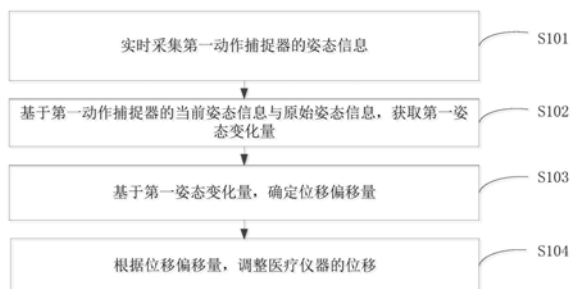 实时采集第一动作捕捉器的姿态信息
S101
基于第一动作捕捉器的当前姿态信息与原始姿态信息，获取第一姿
态变化量
S102
基于第一姿态变化量，确定位移偏移量
S103
根据位移偏移量，调整医疗仪器的位移
S104